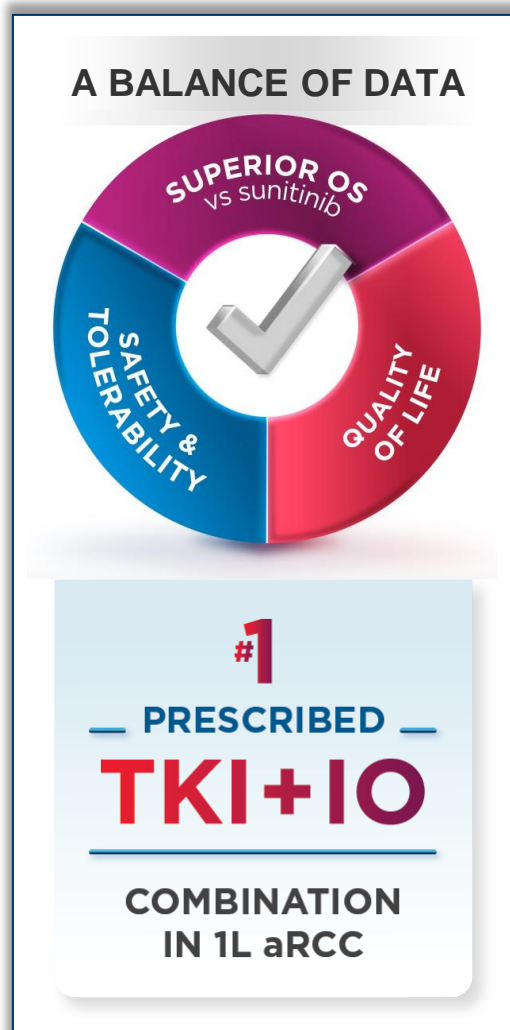 A BALANCE OF DATA
SUPERIOR OS
vs sunitinib
SAFETY &
TOLERABILITY
QUALITY
OF LIFE
#1
PRESCRIBED
TKI+IO
COMBINATION
IN 1L aRCC